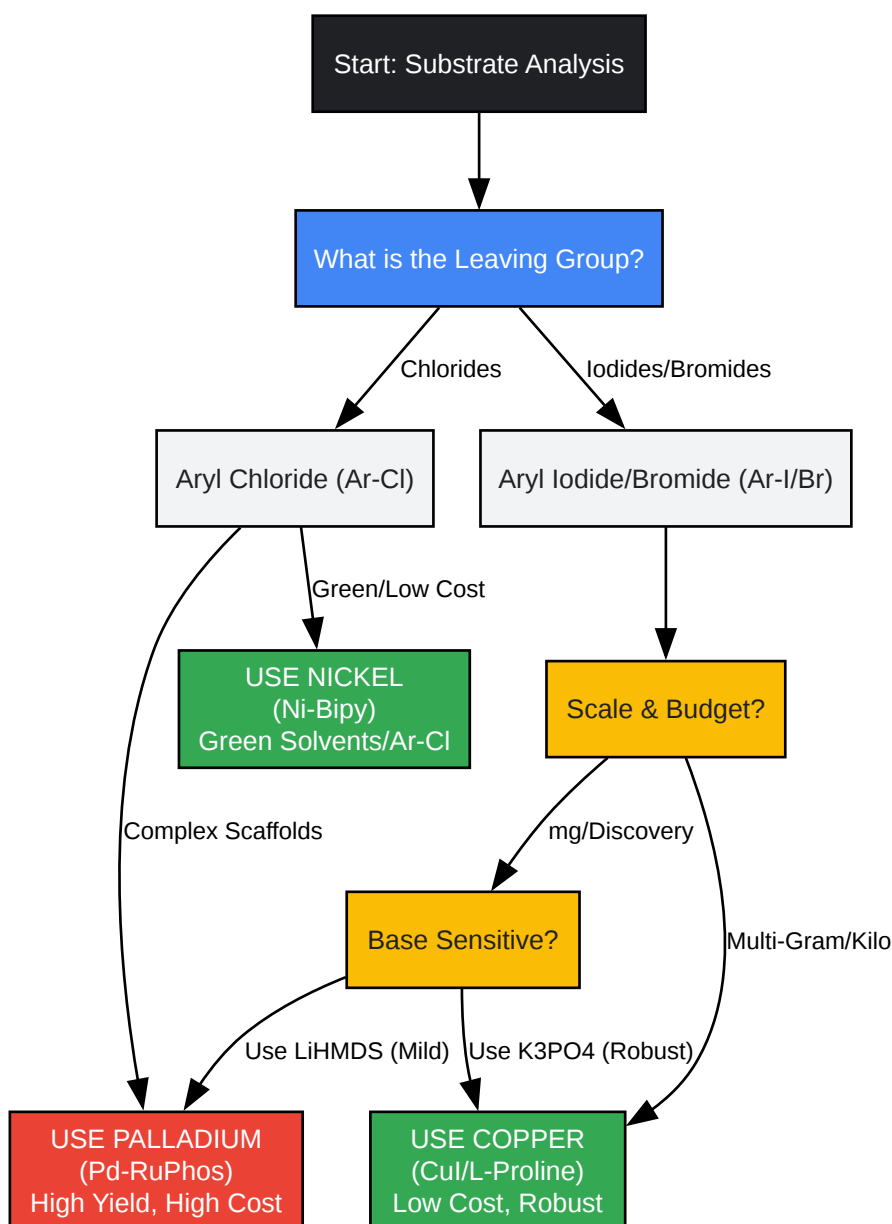 Start: Substrate Analysis
What is the Leaving Group?
Chlorides
Iodides/Bromides
Aryl Chloride (Ar-Cl)
Aryl Iodide/Bromide (Ar-I/Br)
Green/Low Cost
USE NICKEL
(Ni-Bipy)
Green Solvents/Ar-Cl
Scale & Budget?
Complex Scaffolds
mg/Discovery
Base Sensitive?
Multi-Gram/Kilo
Use LiHMDS (Mild)
Use K3PO4 (Robust)
USE PALLADIUM
(Pd-RuPhos)
High Yield, High Cost
USE COPPER
(CuI/L-Proline)
Low Cost, Robust